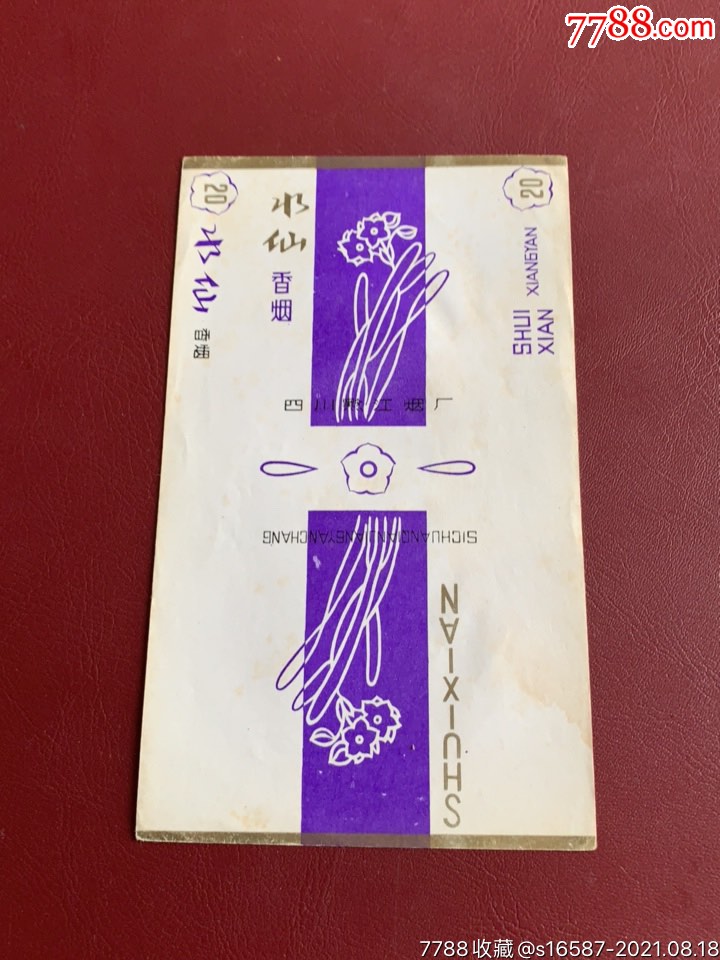 7788.com
20
水仙
香烟
水仙
香烟
20
SHUI
XIAN
XIANGYAN
四川黔江烟厂
SICHUANQIANJIANGYANCHANG
SHUIXIAN
7788收藏@s16587-2021.08.18